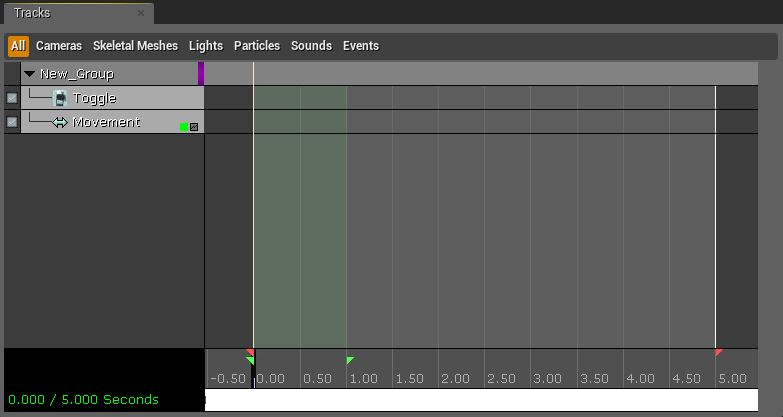 Tracks
All Cameras Skeletal Meshes Lights Particles Sounds Events
New_Group
Toggle
Movement
-0.50 0.00 0.50 1.00 1.50 2.00 2.50 3.00 3.50 4.00 4.50 5.00
0.000 / 5.000 Seconds